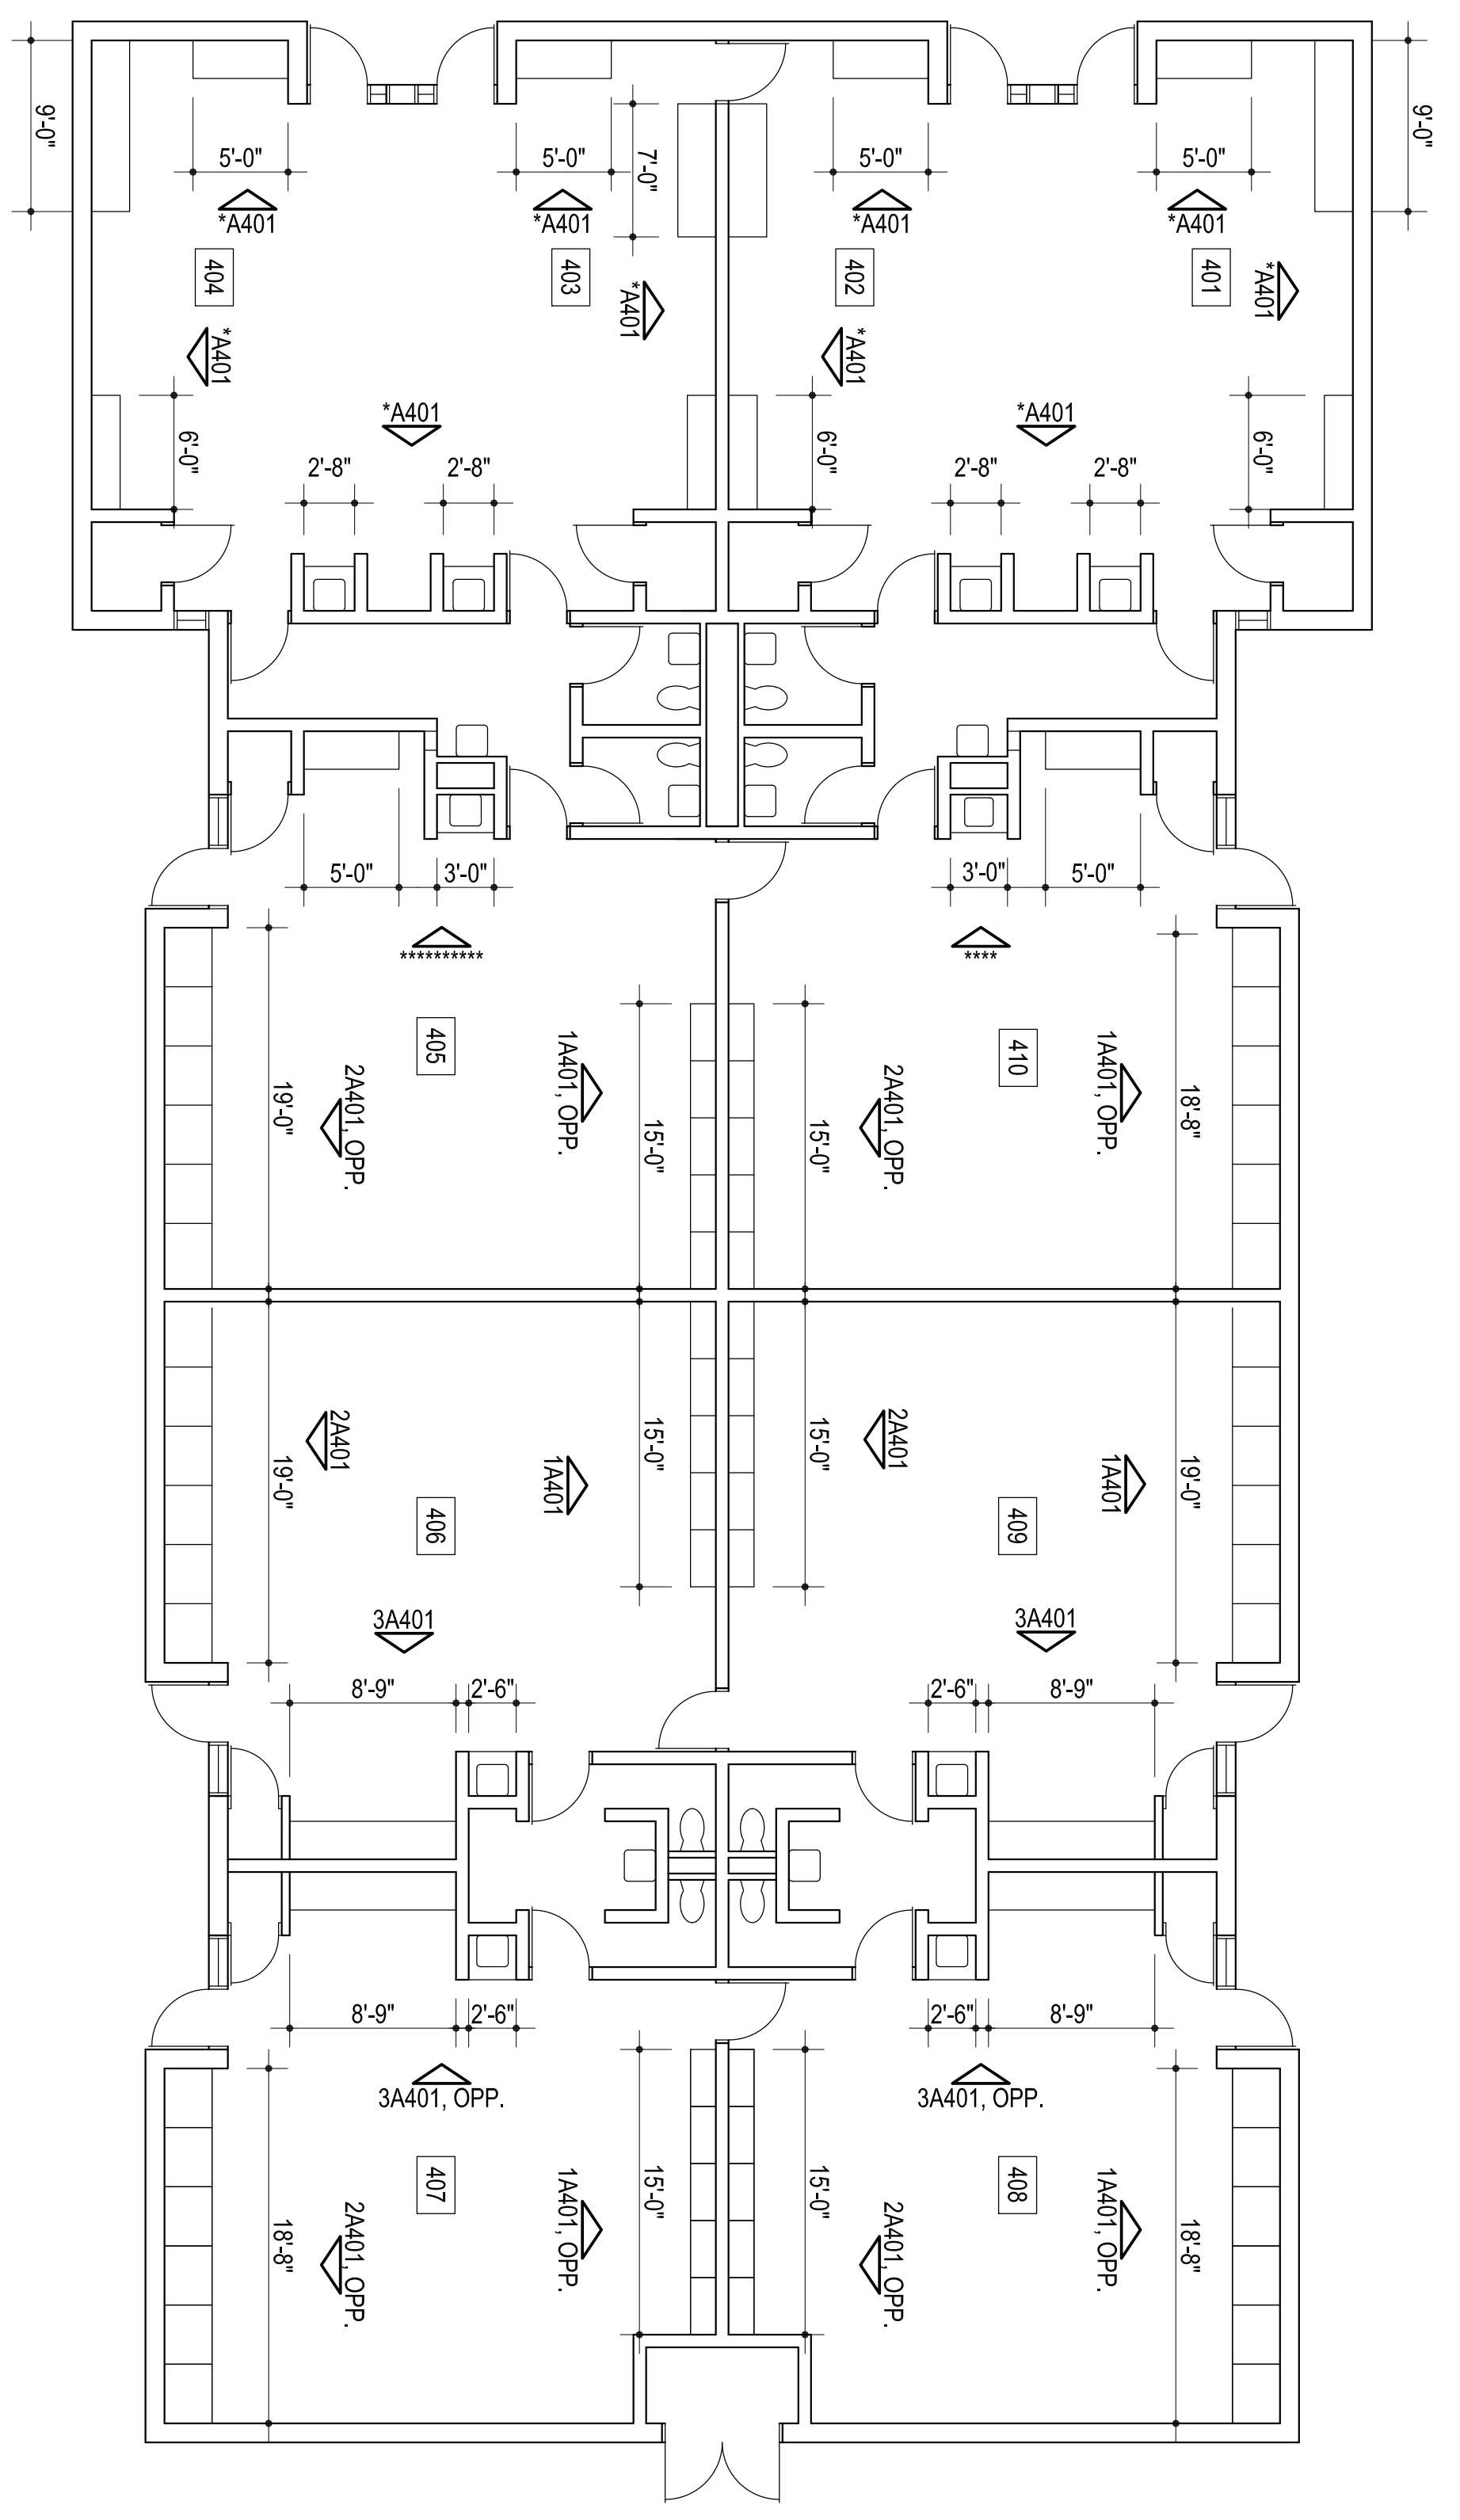 9'-0"
9'-0"
5'-0"
5'-0"
7'-0"
5'-0"
5'-0"
*A401
*A401
*A401
*A401
404
403
402
401
*A401
*A401
*A401
*A401
*A401
*A401
6'-0"
6'-0"
6'-0"
2'-8"
2'-8"
2'-8"
2'-8"
5'-0"
3'-0"
3'-0"
5'-0"
**********
****
405
410
1A401, OPP.
1A401, OPP.
2A401, OPP.
2A401, OPP.
19'-0"
15'-0"
15'-0"
18'-8"
2A401
2A401
15'-0"
15'-0"
19'-0"
19'-0"
1A401
1A401
406
409
3A401
3A401
8'-9"
2'-6"
2'-6"
8'-9"
8'-9"
2'-6"
2'-6"
8'-9"
3A401, OPP.
3A401, OPP.
407
408
15'-0"
15'-0"
1A401, OPP.
1A401, OPP.
2A401, OPP.
2A401, OPP.
18'-8"
18'-8"